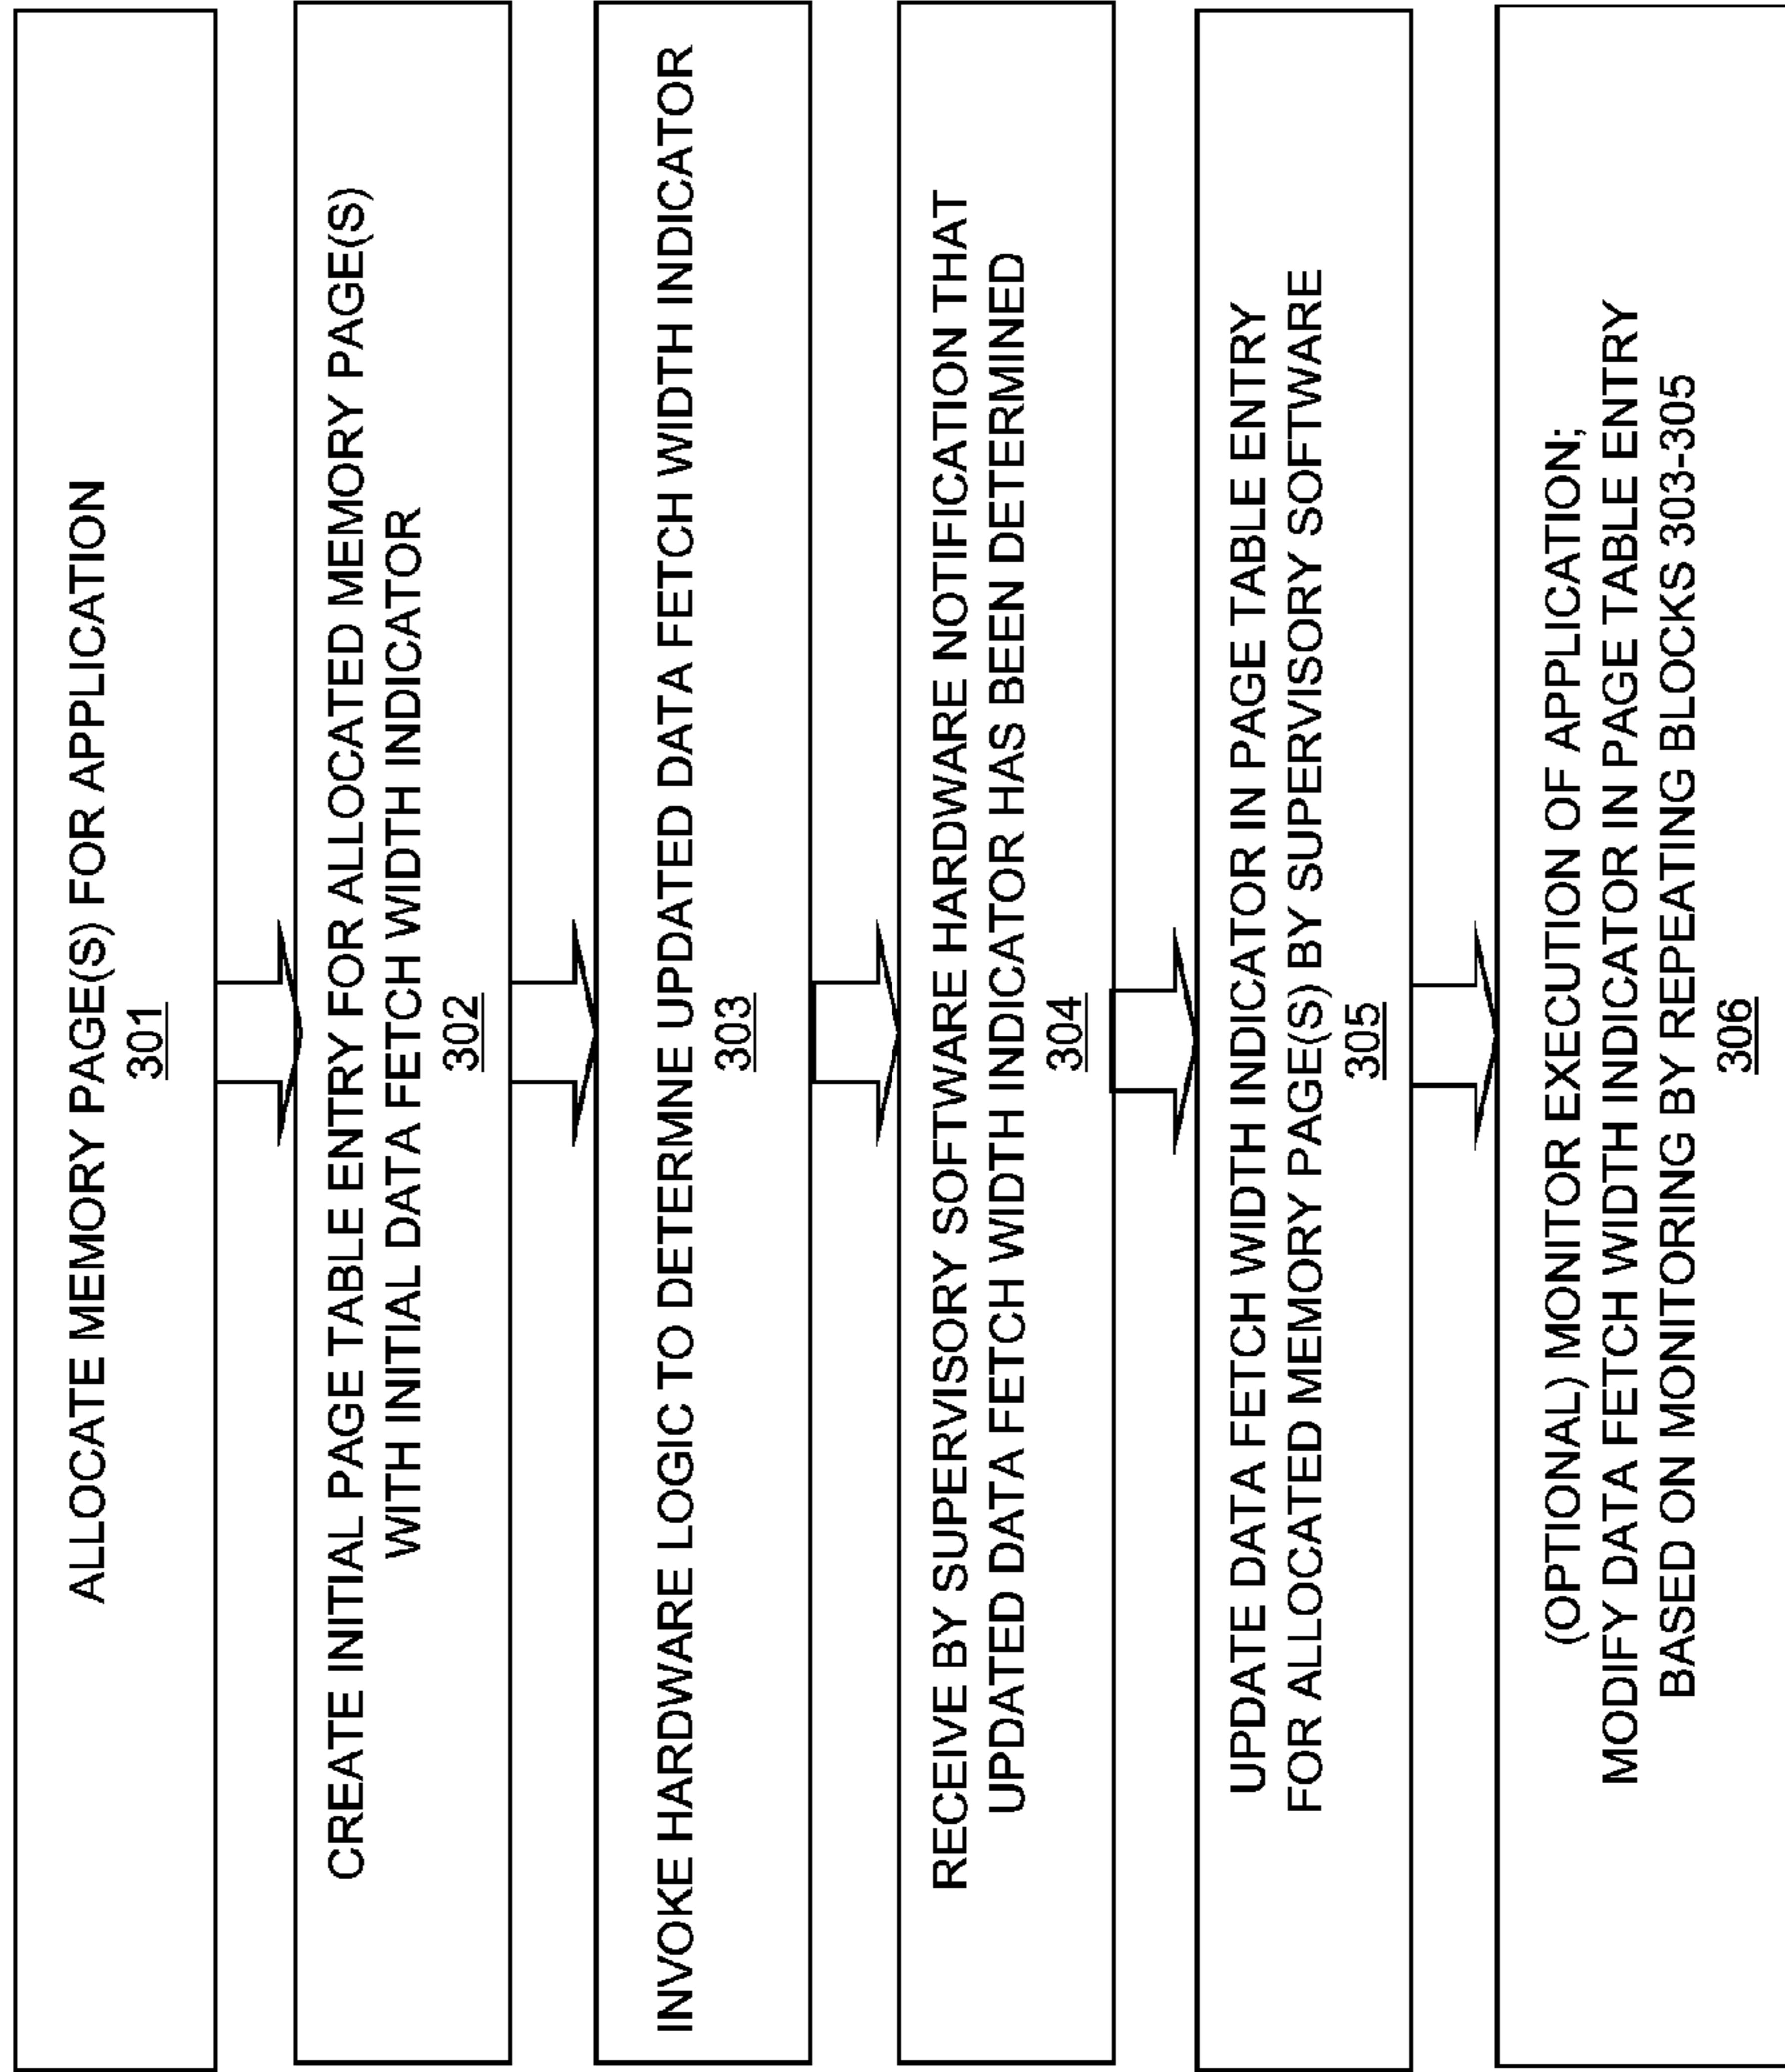 ALLOCATE MEMORY PAGE(S) FOR APPLICATION
301
CREATE INITIAL PAGE TABLE ENTRY FOR ALLOCATED MEMORY PAGE(S)
WITH INITIAL DATA FETCH WIDTH INDICATOR
302
INVOKE HARDWARE LOGIC TO DETERMNE UPDATED DATA FETCH WIDTH INDICATOR
303
RECEIVE BY SUPERVISORY SOFTWARE HARDWARE NOTIFICATION THAT
UPDATED DATA FETCH WIDTH INDICATOR HAS BEEN DETERMINED
304
UPDATE DATA FETCH WIDTH INDICATOR IN PAGE TABLE ENTRY
FOR ALLOCATED MEMORY PAGE(S) BY SUPERVISORY SOFTWARE
305
(OPTIONAL) MONITOR EXECUTION OF APPLICATION;
MODIFY DATA FETCH WIDTH INDICATOR IN PAGE TABLE ENTRY
BASED ON MONITORING BY REPEATING BLOCKS 303-305
306